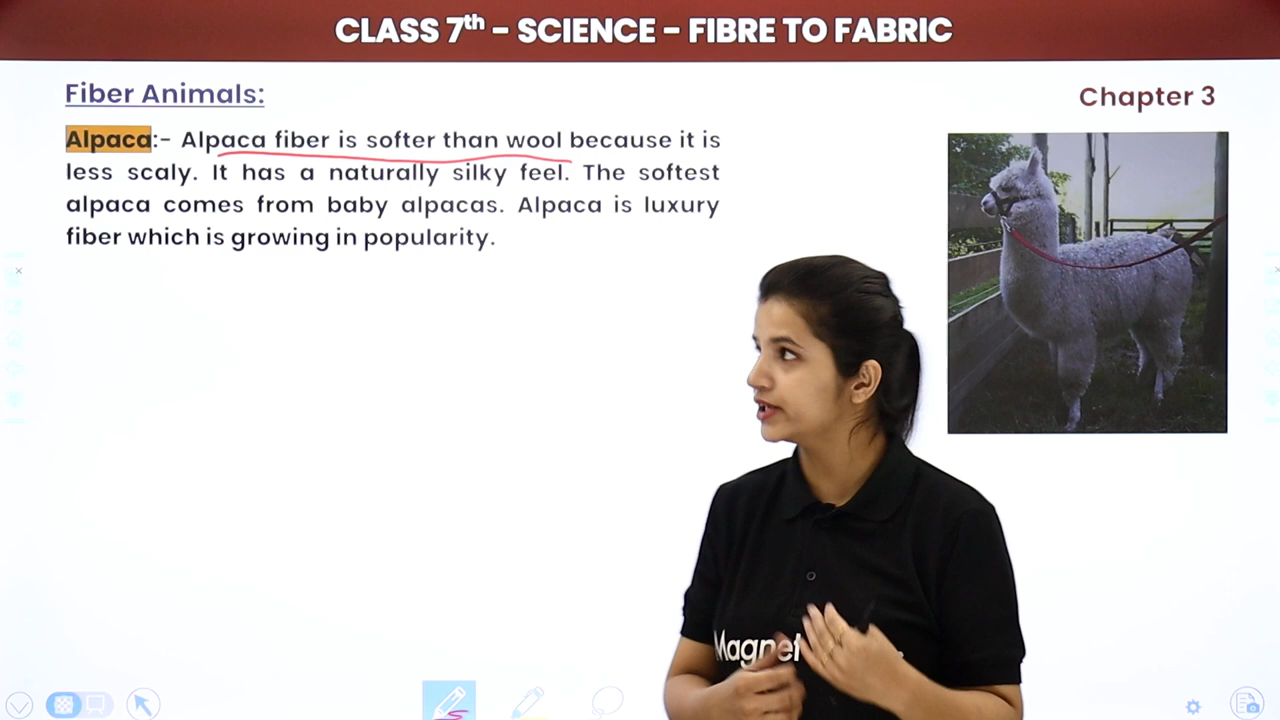 CLASS 7th - SCIENCE - FIBRE TO FABRIC
Fiber Animals:
Chapter 3
Alpaca:- Alpaca fiber is softer than wool because it is
less scaly. It has a naturally silky feel. The softest
alpaca comes from baby alpacas. Alpaca is luxury
fiber which is growing in popularity.
Magnet